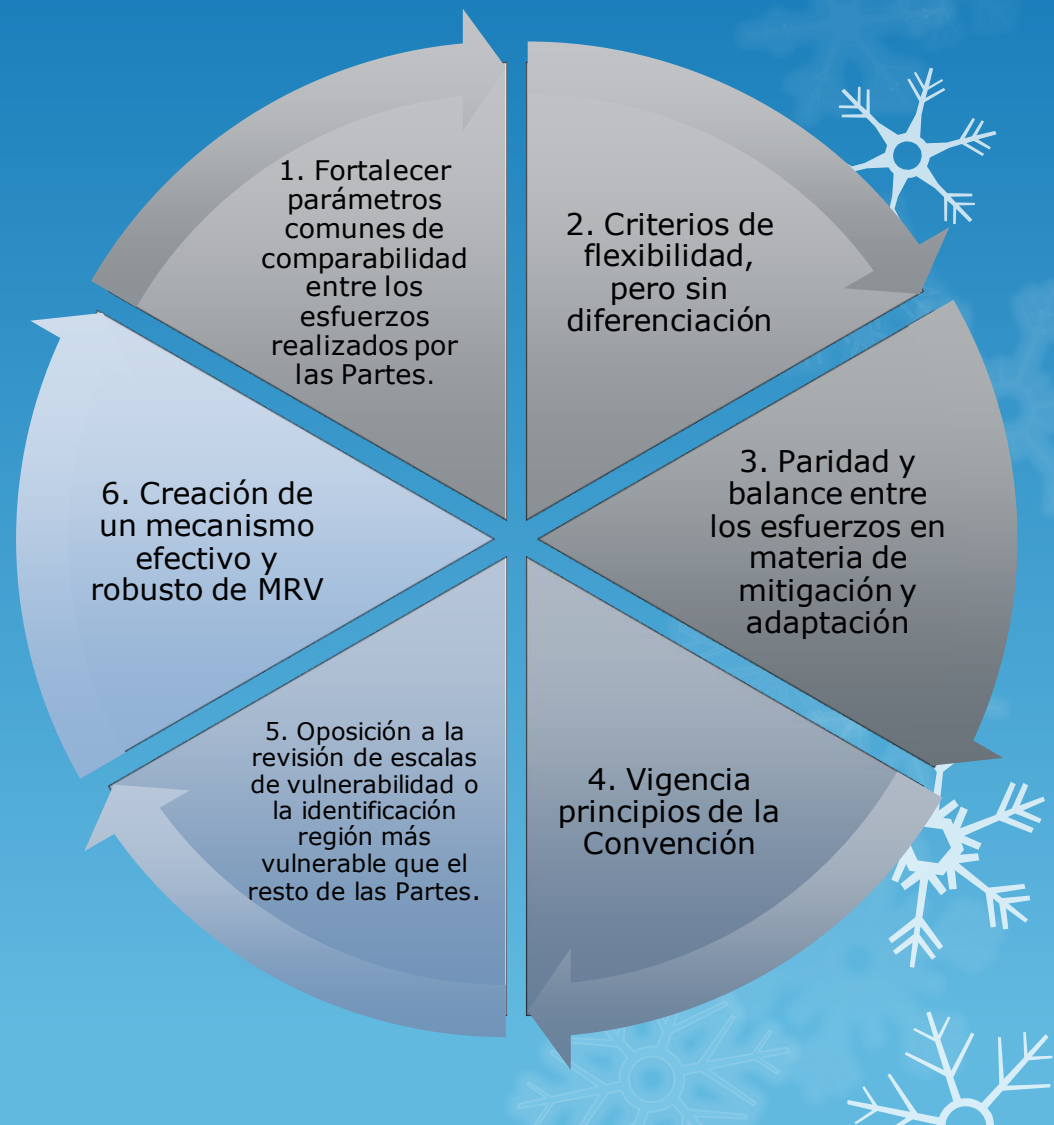 1. Fortalecer
parámetros
comunes de
comparabilidad
entre los
esfuerzos
realizados por
las Partes.
2. Criterios de
flexibilidad,
pero sin
diferenciación
3. Paridad y
balance entre
los esfuerzos en
materia de
mitigación y
adaptación
4. Vigencia
principios de la
Convención
5. Oposición a la
revisión de escalas
de vulnerabilidad o
la identificación
región más
vulnerable que el
resto de las Partes.
6. Creación de
un mecanismo
efectivo y
robusto de MRV